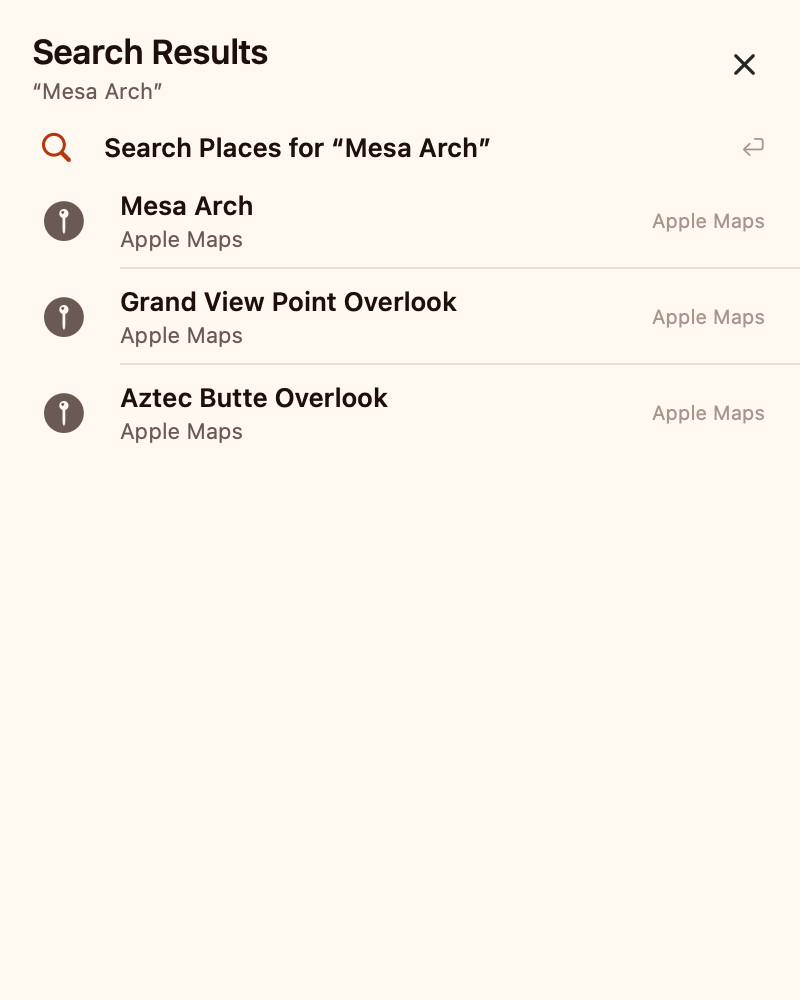 Search Results
“Mesa Arch”
Search Places for “Mesa Arch”
Mesa Arch
Apple Maps
Apple Maps
Grand View Point Overlook
Apple Maps
Apple Maps
Aztec Butte Overlook
Apple Maps
Apple Maps